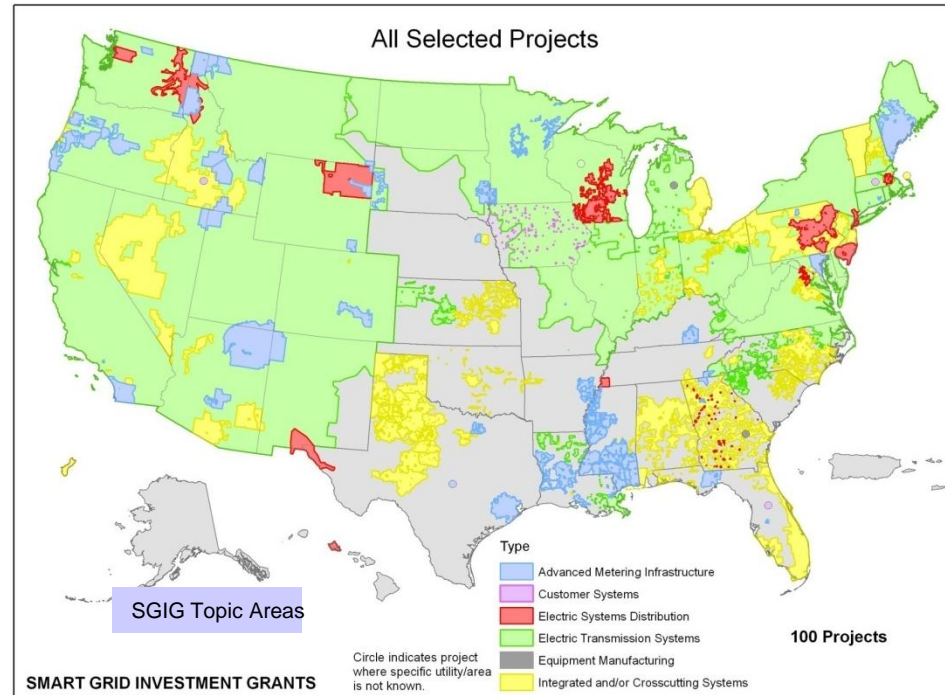 All Selected Projects
Type
Advanced Metering Infrastructure
Customer Systems
Electric Systems Distribution
Electric Transmission Systems
Equipment Manufacturing
Integrated and/or Crosscutting Systems
SGIG Topic Areas
100 Projects
Circle indicates project
where specific utility/area
is not known.
SMART GRID INVESTMENT GRANTS